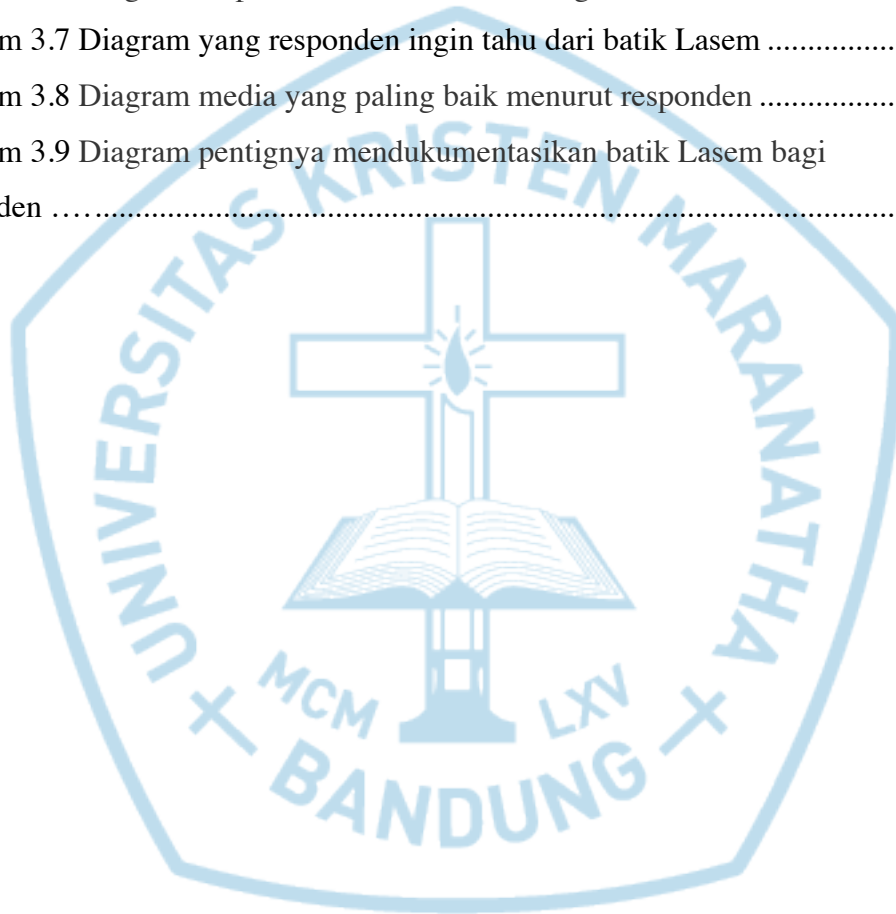 m 3.7 Diagram yang responden ingin tahu dari batik Lasem ................
m 3.8 Diagram media yang paling baik menurut responden ................
m 3.9 Diagram pentignya mendukumentasikan batik Lasem bagi
den ........................................................................................
UNIVERSITAS KRISTEN MARANATHA
MCM LXV
BANDUNG